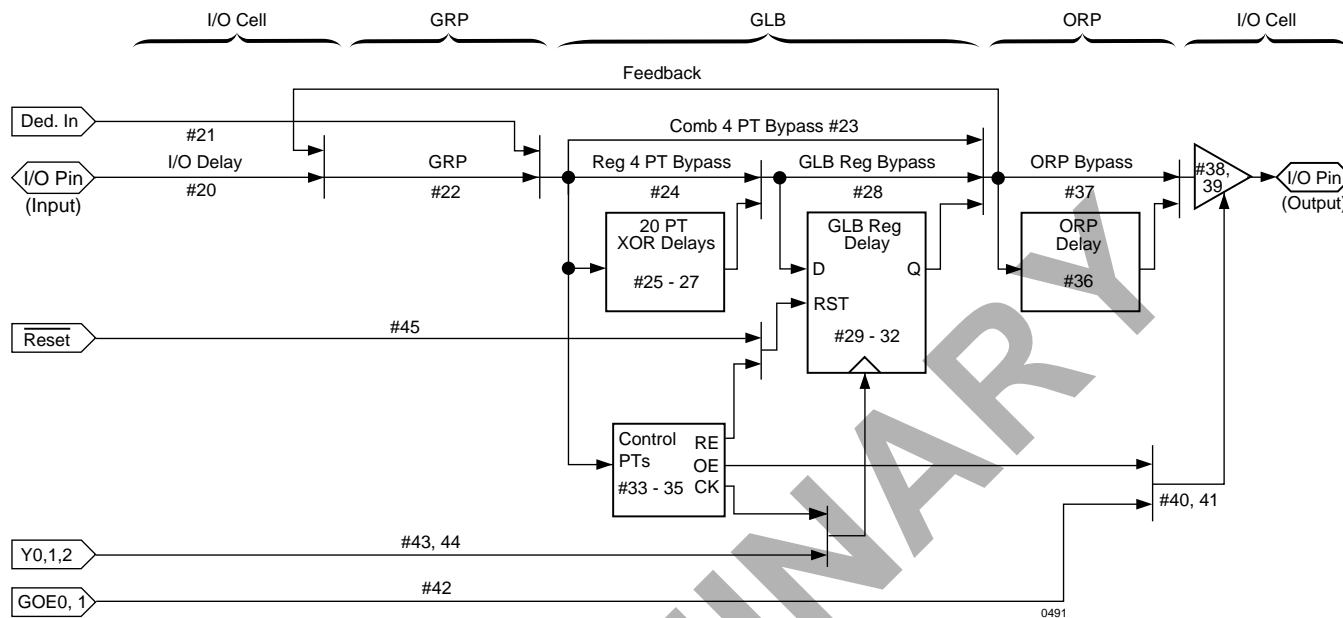 I/O Cell GRP GLB ORP I/O Cell
Feedback
Ded. In
#21
Comb 4 PT Bypass #23
I/O Delay
GRP
Reg 4 PT Bypass
GLB Reg Bypass
ORP Bypass
I/O Pin
(Input)
#20
#22
#24
#28
#37
#38,
39
I/O Pin
(Output)
20 PT
XOR Delays
#25 - 27
GLB Reg
Delay
D
Q
RST
#29 - 32
ORP
Delay
#36
Reset
#45
Control
PTs
#33 - 35
RE
OE
CK
#40, 41
Y0,1,2
#43, 44
GOE0, 1
#42
0491
INARY